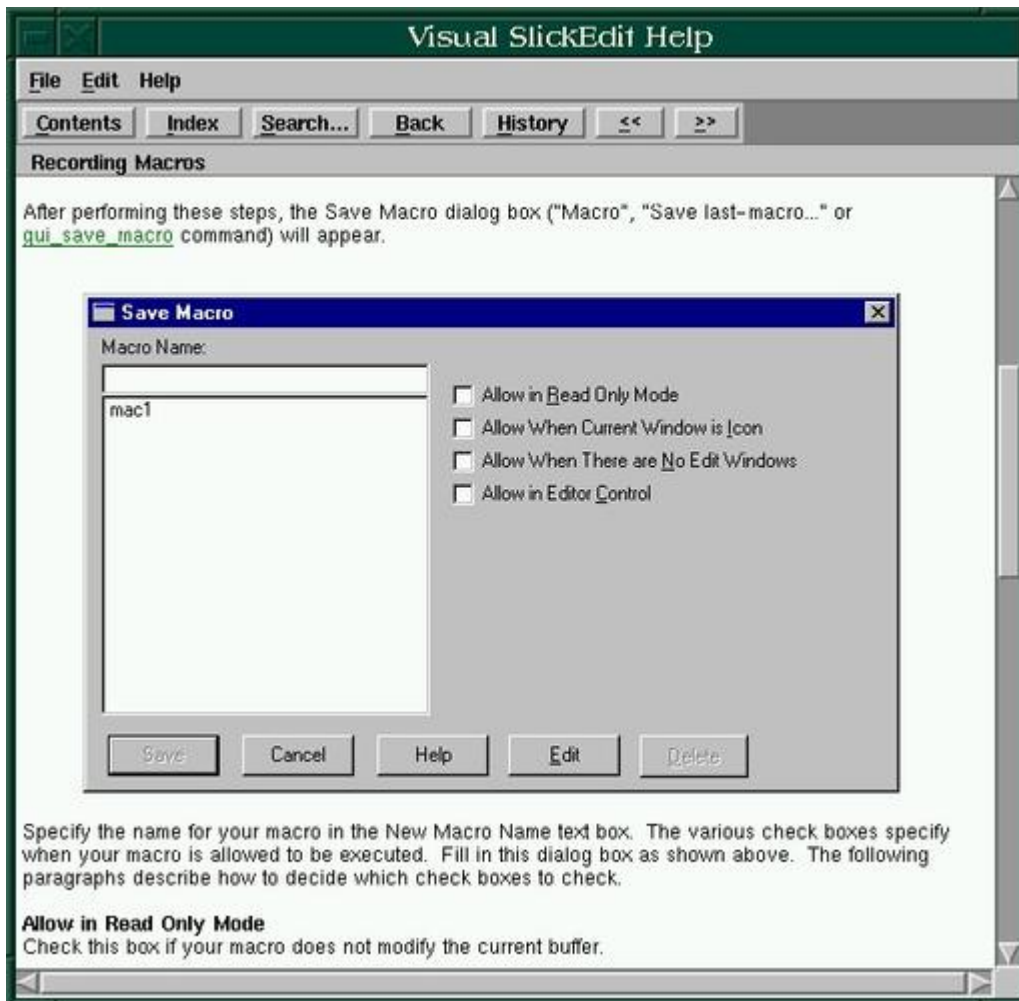 Visual SlickEdit Help
File Edit Help
Contents Index Search... Back History << >>
Recording Macros
After performing these steps, the Save Macro dialog box ("Macro", "Save last-macro..." or
gui_save_macro command) will appear.
Save Macro
Macro Name:
mac1
Allow in Read Only Mode
Allow When Current Window is Icon
Allow When There are No Edit Windows
Allow in Editor Control
Save Cancel Help Edit Delete
Specify the name for your macro in the New Macro Name text box. The various check boxes specify
when your macro is allowed to be executed. Fill in this dialog box as shown above. The following
paragraphs describe how to decide which check boxes to check.
Allow in Read Only Mode
Check this box if your macro does not modify the current buffer.